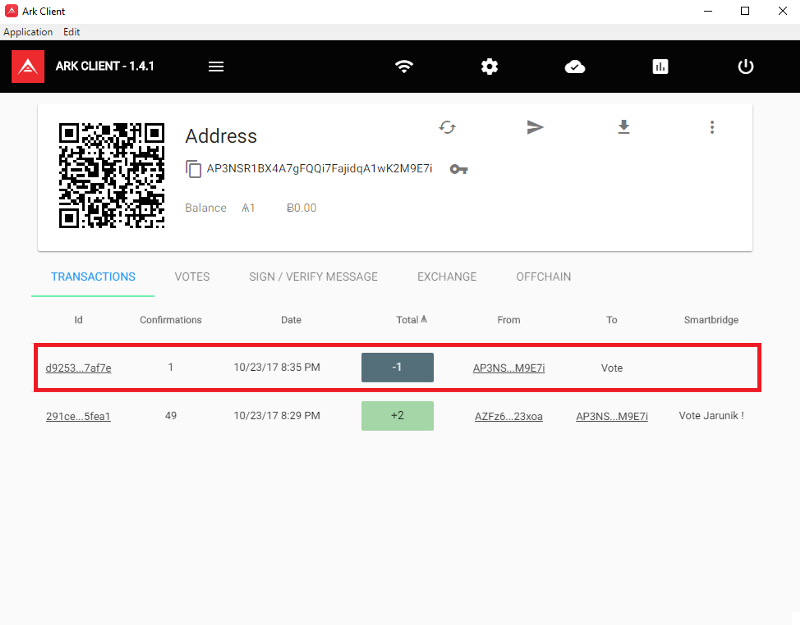 Ark Client
Application Edit
ARK CLIENT - 1.4.1
Address
AP3NSR1BX4A7gFQQi7FajidqA1wK2M9E7i
Balance Ѧ1 Ƀ0.00
TRANSACTIONS VOTES SIGN / VERIFY MESSAGE EXCHANGE OFFCHAIN
Id Confirmations Date Total Ѧ From To Smartbridge
d9253...7af7e 1 10/23/17 8:35 PM -1 AP3NS...M9E7i Vote
291ce...5fea1 49 10/23/17 8:29 PM +2 AZFz6...23xoa AP3NS...M9E7i Vote Jarunik !